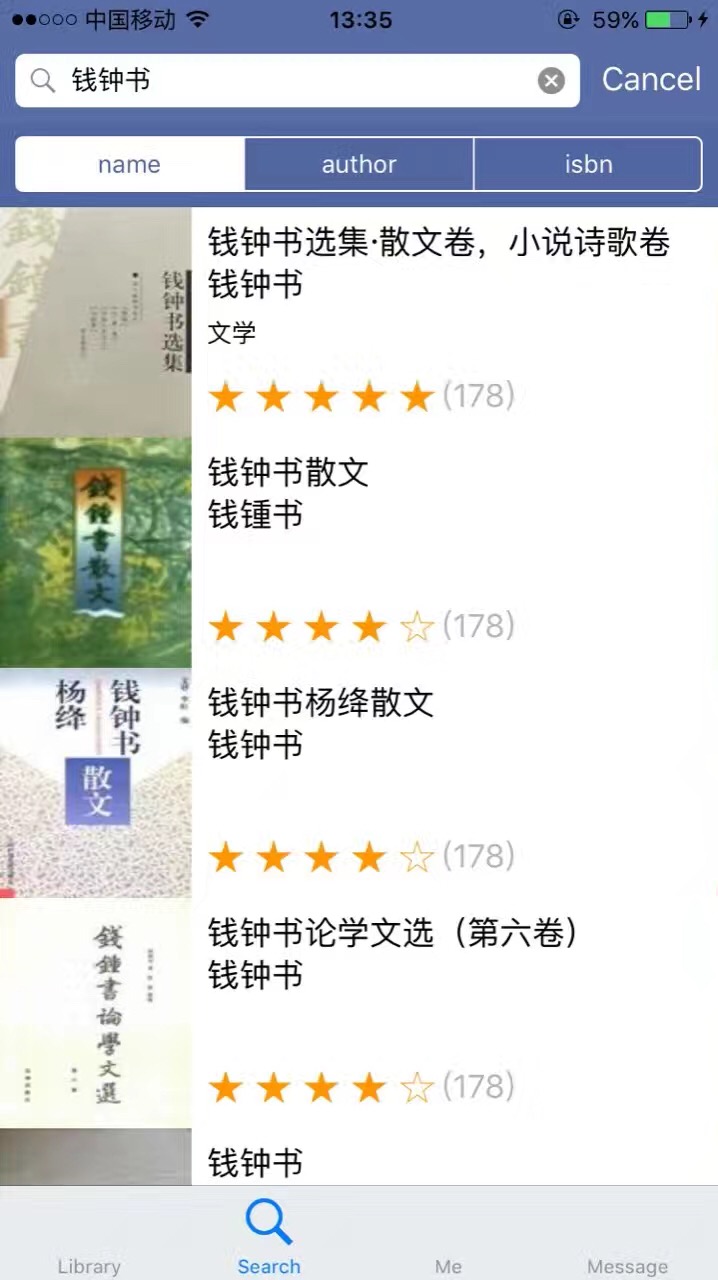 中国移动 13:35 59%
钱钟书 Cancel
name author isbn
钱钟书选集
钱钟书选集·散文卷，小说诗歌卷
钱钟书
文学
★ ★ ★ ★ ★ (178)
錢鍾書散文
钱钟书散文
钱锺书
★ ★ ★ ★ ☆ (178)
钱钟书
杨绛
散文
钱钟书杨绛散文
钱钟书
★ ★ ★ ★ ☆ (178)
錢鍾書論學文選
钱钟书论学文选（第六卷）
钱钟书
★ ★ ★ ★ ☆ (178)
钱钟书
Library Search Me Message